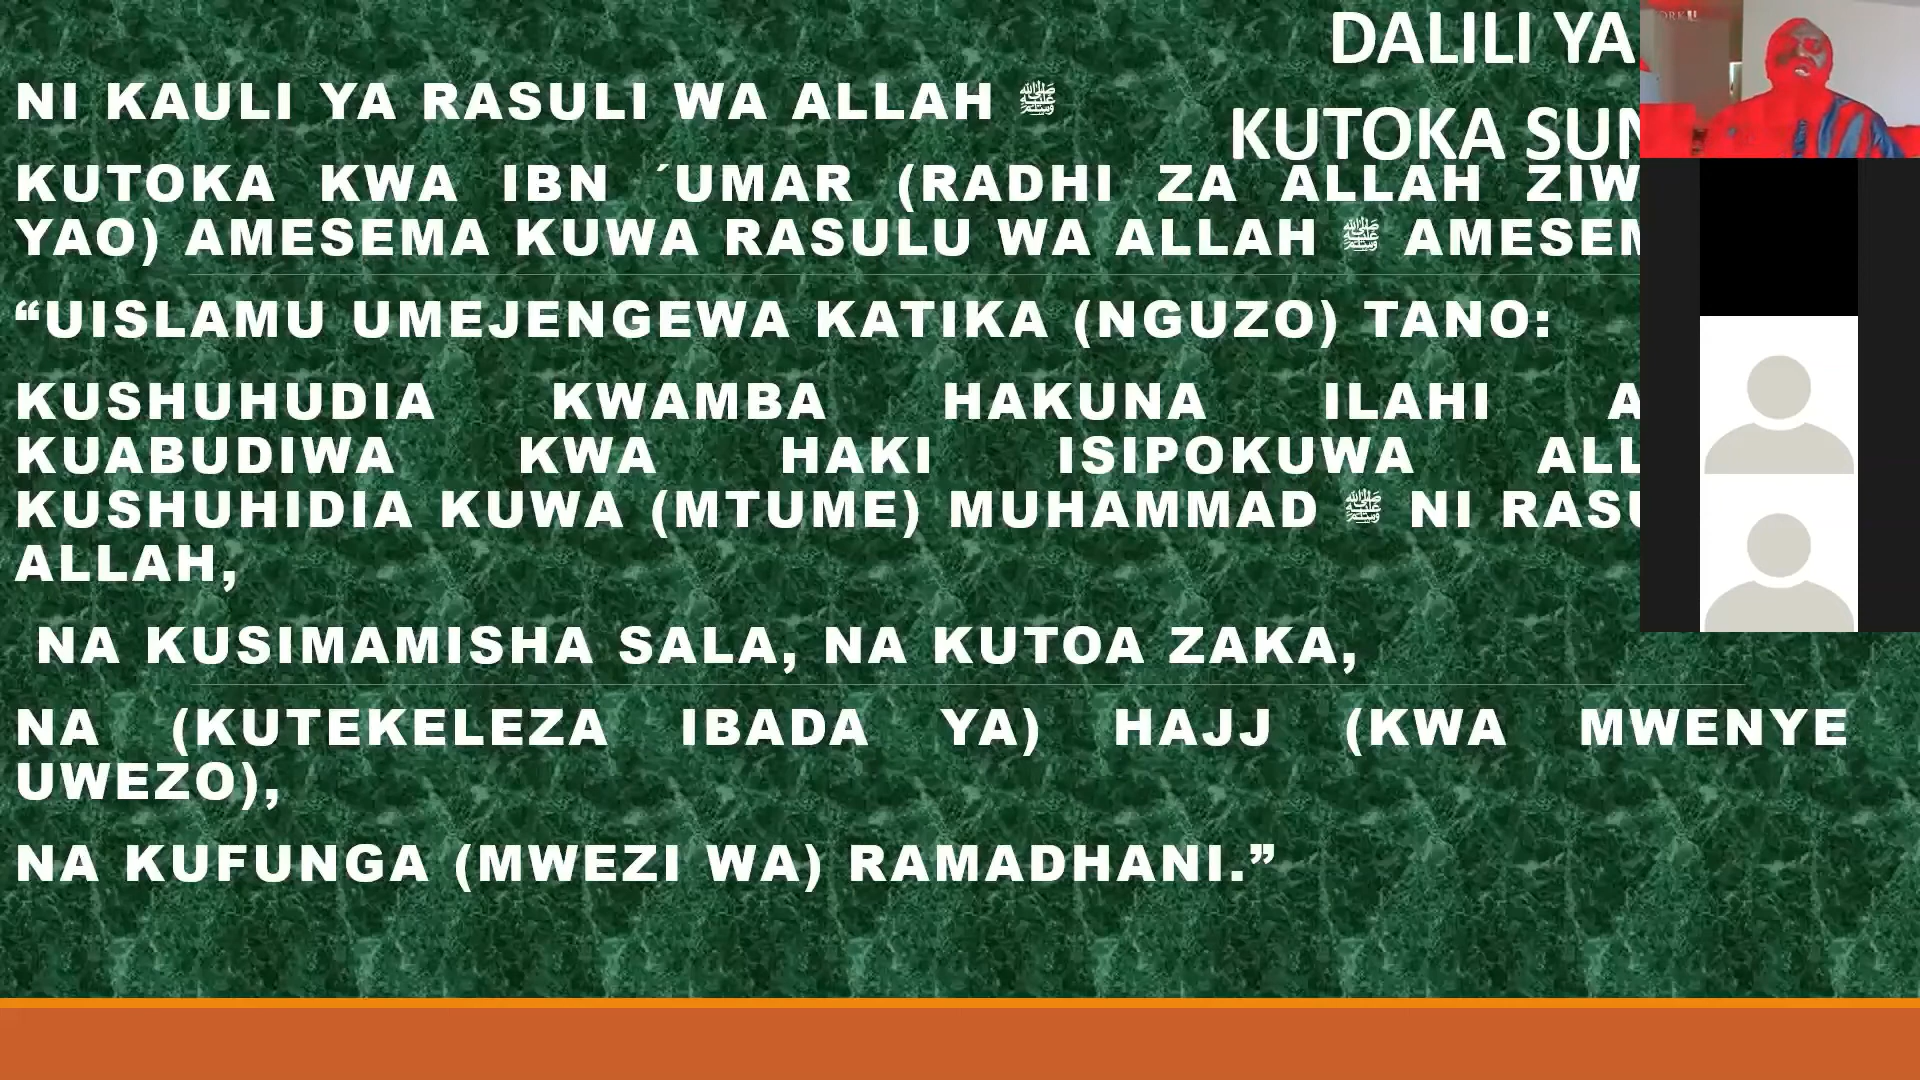 DALILI YA
KUTOKA
NI KAULI YA RASULI WA ALLAH ﷺ
KUTOKA KWA IBN ´UMAR (RADHI ZA ALLAH
YAO) AMESEMA KUWA RASULU WA ALLAH ﷺ
“UISLAMU UMEJENGEWA KATIKA (NGUZO) TANO:
KUSHUHUDIA KWAMBA HAKUNA ILAHI
KUABUDIWA KWA HAKI ISIPOKUWA
KUSHUHIDIA KUWA (MTUME) MUHAMMAD ﷺ NI
ALLAH,
NA KUSIMAMISHA SALA, NA KUTOA ZAKA,
NA (KUTEKELEZA IBADA YA) HAJJ (KWA MWENYE
UWEZO),
NA KUFUNGA (MWEZI WA) RAMADHANI.”